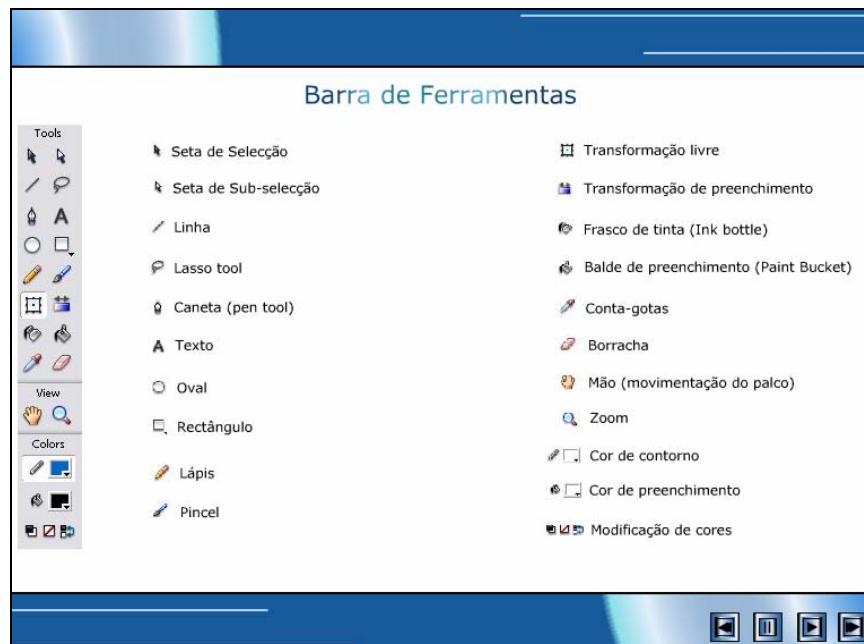 Barra de Ferramentas
Tools
View
Colors
Seta de Selecção
Seta de Sub-selecção
Linha
Lasso tool
Caneta (pen tool)
Texto
Oval
Rectângulo
Lápis
Pincel
Transformação livre
Transformação de preenchimento
Frasco de tinta (Ink bottle)
Balde de preenchimento (Paint Bucket)
Conta-gotas
Borracha
Mão (movimentação do palco)
Zoom
Cor de contorno
Cor de preenchimento
Modificação de cores